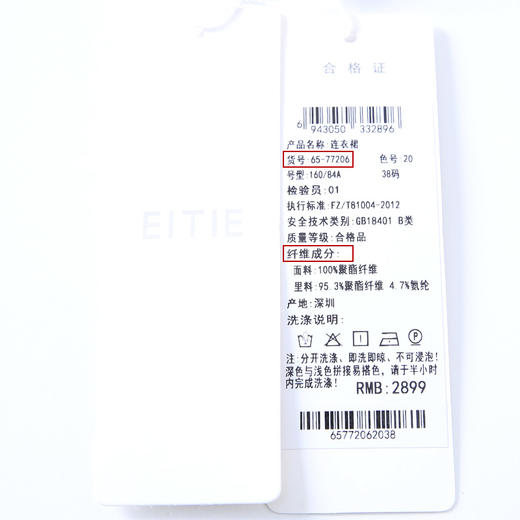 EITIE
合格证
6 943050 332896
产品名称:连衣裙
货号:65-77206 色号:20
号型:160/84A 38码
检验员:01
执行标准:FZ/T81004-2012
安全技术类别:GB18401 B类
质量等级:合格品
纤维成分:
面料:100%聚酯纤维
里料:95.3%聚酯纤维 4.7%氨纶
产地:深圳
洗涤说明:
注:分开洗涤、即洗即晾、不可浸泡!
深色与浅色拼接易搭色,请于半小时
内完成洗涤!
RMB:2899
65772062038